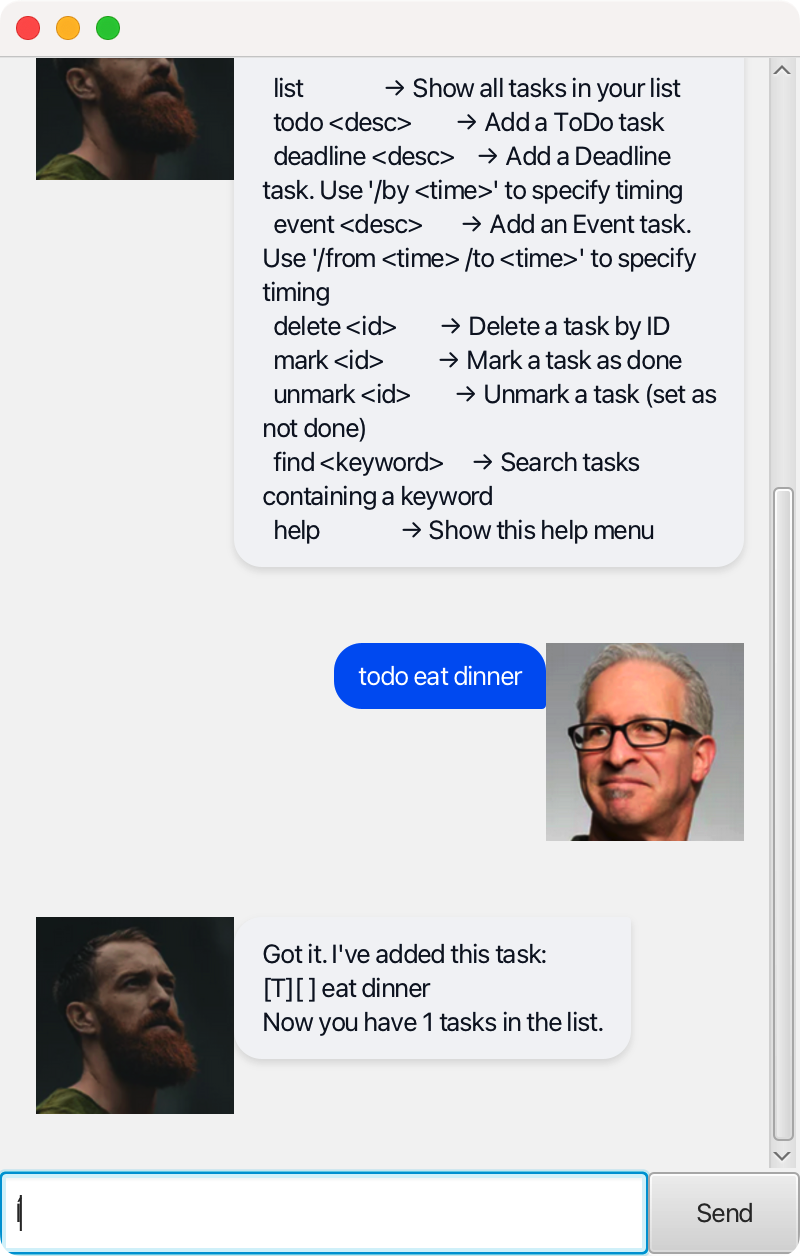 list → Show all tasks in your list
todo <desc> → Add a ToDo task
deadline <desc> → Add a Deadline
task. Use '/by <time>' to specify timing
event <desc> → Add an Event task.
Use '/from <time> /to <time>' to specify
timing
delete <id> → Delete a task by ID
mark <id> → Mark a task as done
unmark <id> → Unmark a task (set as
not done)
find <keyword> → Search tasks
containing a keyword
help → Show this help menu
todo eat dinner
Got it. I've added this task:
[T][ ] eat dinner
Now you have 1 tasks in the list.
Send